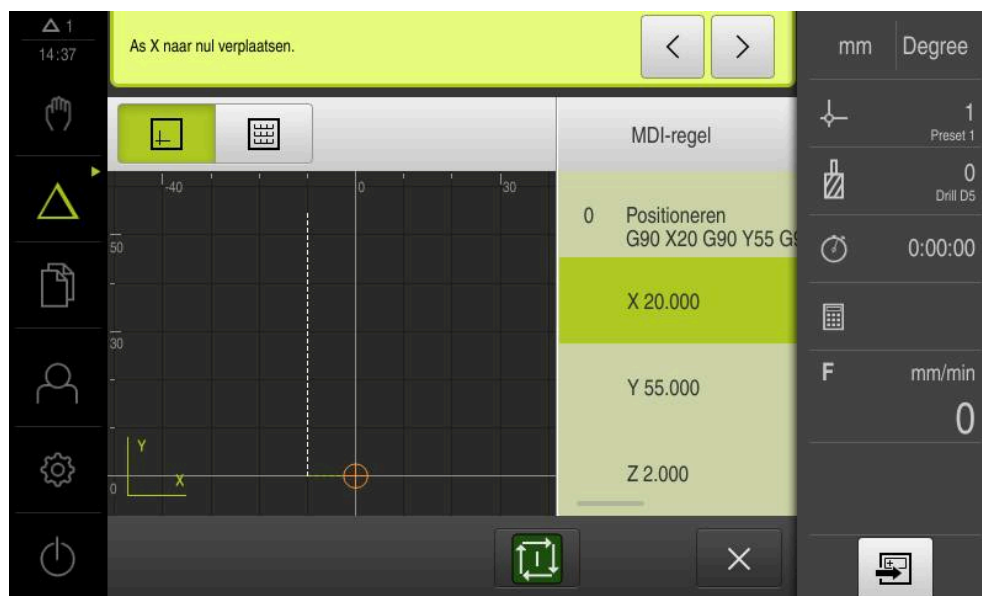 1
14:37
As X naar nul verplaatsen.
mm Degree
MDI-regel
1
Preset 1
0
Drill D5
0:00:00
F mm/min
0
-40 0 30
50
30
0
Y
X
0 Positioneren
G90 X20 G90 Y55
X 20.000
Y 55.000
Z 2.000